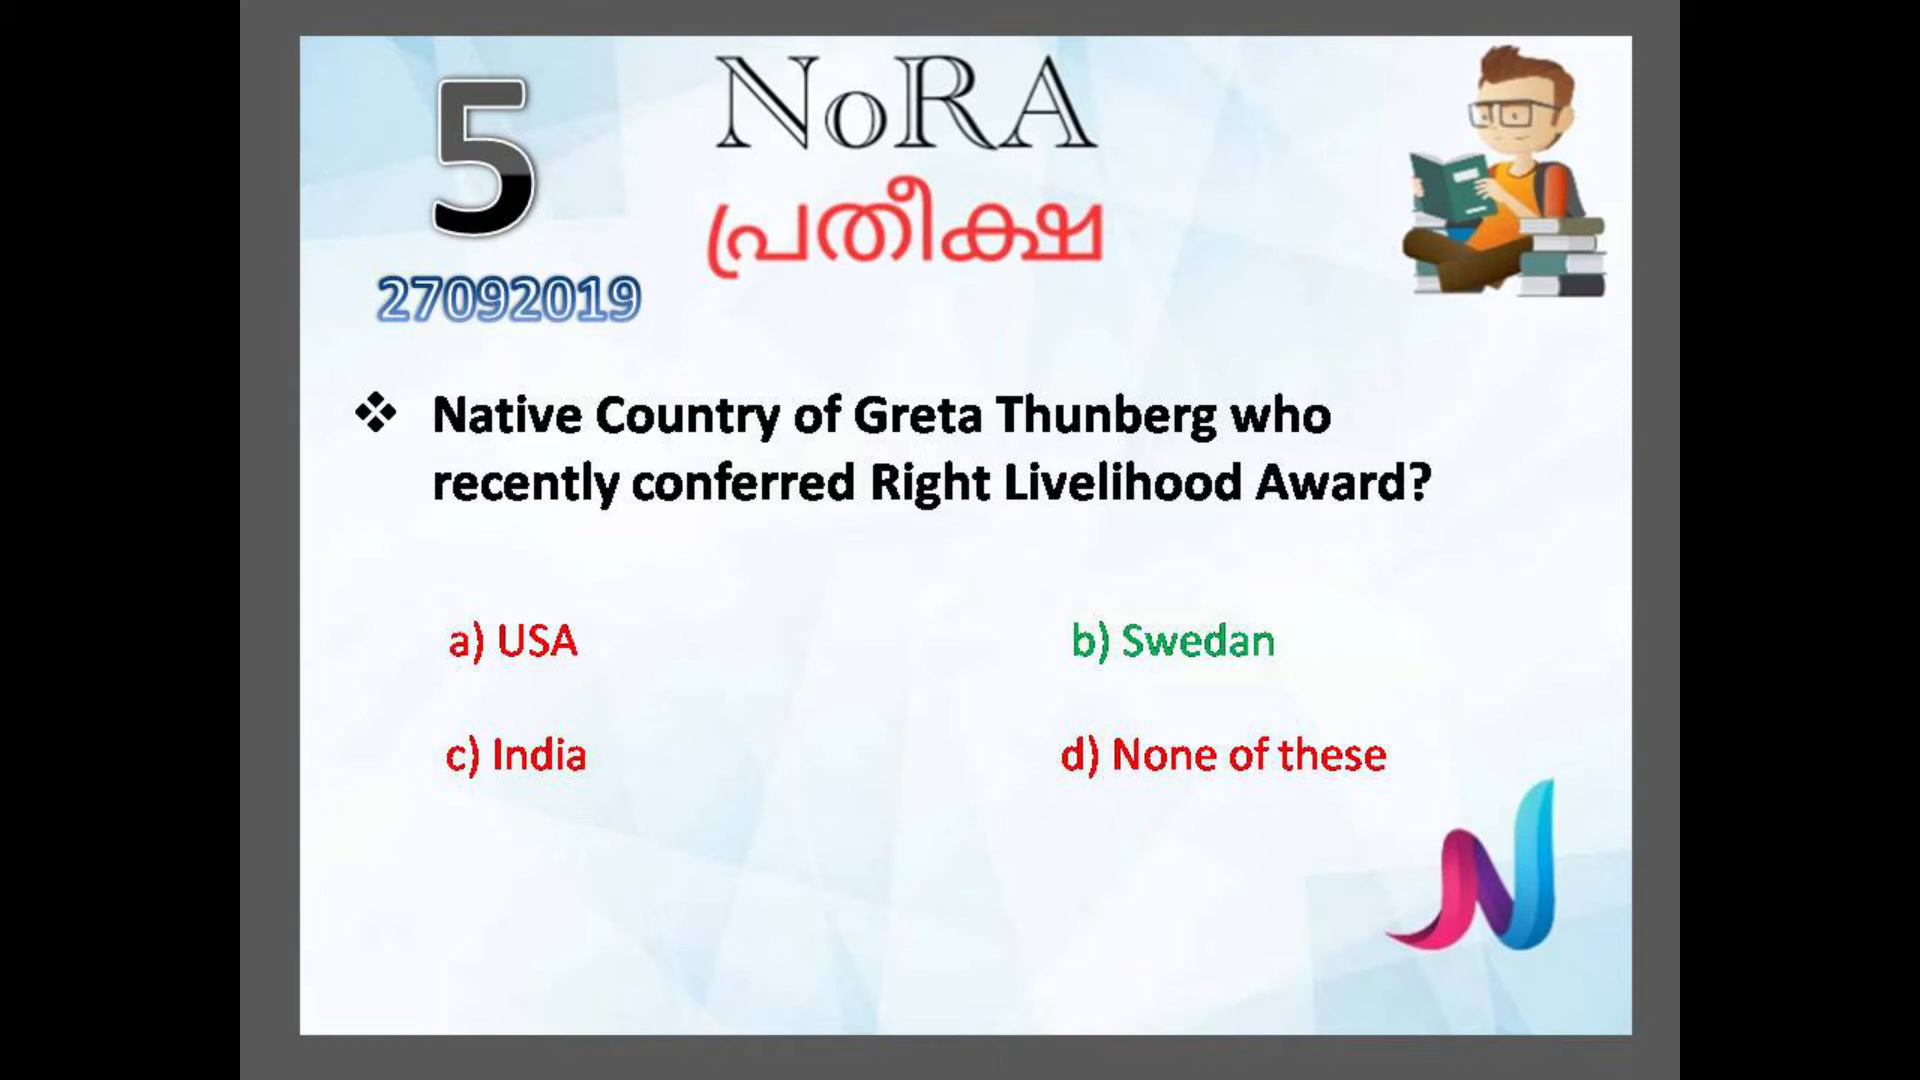 5
NoRA
പ്രതീക്ഷ
27092019
❖ Native Country of Greta Thunberg who
recently conferred Right Livelihood Award?
a) USA
b) Swedan
c) India
d) None of these
N